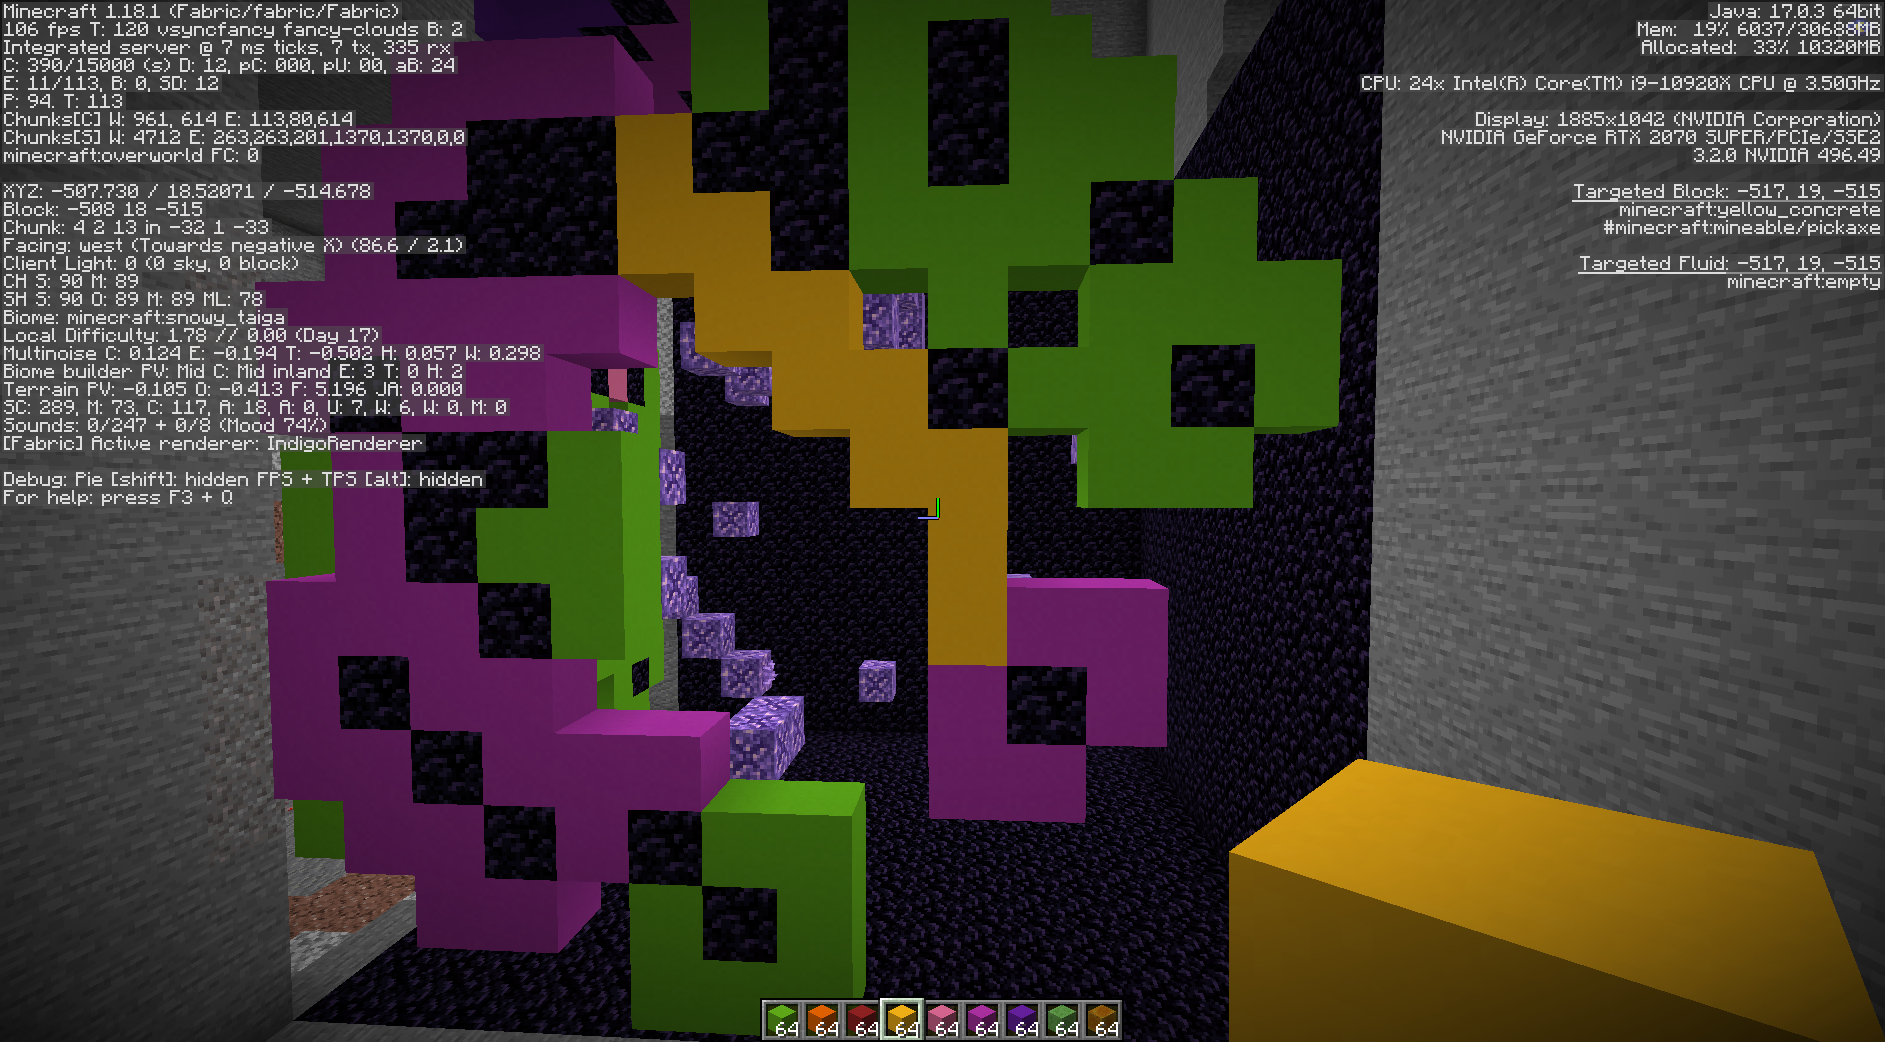 Minecraft 1.18.1 (Fabric/fabric/Fabric)
106 fps T: 120 vsyncfancy fancy-clouds B: 2
Integrated server @ 7 ms ticks, 7 tx, 335 rx
C: 390/15000 (s) D: 12, pC: 000, pU: 00, aB: 24
E: 11/113, B: 0, SD: 12
P: 94. T: 113
Chunks[C] W: 961, 614 E: 113,80,614
Chunks[S] W: 4712 E: 263,263,201,1370,1370,0,0
minecraft:overworld FC: 0
XYZ: -507.730 / 18.52071 / -514.678
Block: -508 18 -515
Chunk: 4 2 13 in -32 1 -33
Facing: west (Towards negative X) (86.6 / 2.1)
Client Light: 0 (0 sky, 0 block)
CH S: 90 M: 89
SH S: 90 O: 89 M: 89 ML: 78
Biome: minecraft:snowy_taiga
Local Difficulty: 1.78 // 0.00 (Day 17)
Multinoise C: 0.124 E: -0.194 T: -0.502 H: 0.057 W: 0.298
Biome builder PV: Mid C: Mid inland E: 3 T: 0 H: 2
Terrain PV: -0.105 O: -0.413 F: 5.196 JA: 0.000
SC: 289, M: 73, C: 117, A: 18, A: 0, U: 7, W: 6, W: 0, M: 0
Sounds: 0/247 + 0/8 (Mood 74%)
[Fabric] Active renderer: IndigoRenderer
Debug: Pie [shift]: hidden FPS + TPS [alt]: hidden
For help: press F3 + Q
Java: 17.0.3 64bit
Mem: 19% 6037/30688MB
Allocated: 33% 10320MB
CPU: 24x Intel(R) Core(TM) i9-10920X CPU @ 3.50GHz
Display: 1885x1042 (NVIDIA Corporation)
NVIDIA GeForce RTX 2070 SUPER/PCIe/SSE2
3.2.0 NVIDIA 496.49
Targeted Block: -517, 19, -515
minecraft:yellow_concrete
#minecraft:mineable/pickaxe
Targeted Fluid: -517, 19, -515
minecraft:empty
64 64 64 64 64 64 64 64 64